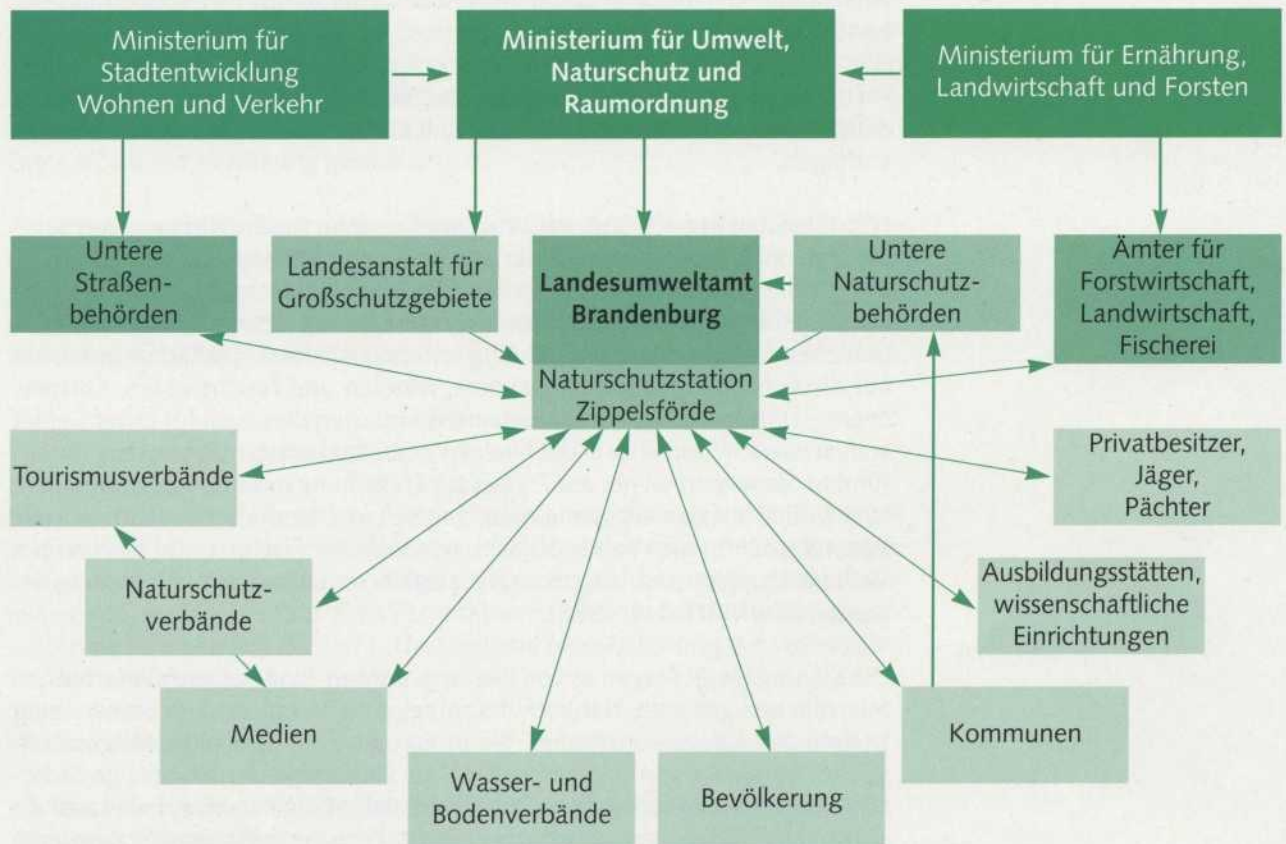 Ministerium für
Stadtentwicklung
Wohnen und Verkehr
Ministerium für Umwelt,
Naturschutz und
Raumordnung
Ministerium für Ernährung,
Landwirtschaft und Forsten
Untere
Straßen-
behörden
Landesanstalt für
Großschutzgebiete
Landesumweltamt
Brandenburg
Untere
Naturschutz-
behörden
Ämter für
Forstwirtschaft,
Landwirtschaft,
Fischerei
Naturschutzstation
Zippelsförde
Tourismusverbände
Privatbesitzer,
Jäger,
Pächter
Naturschutz-
verbände
Ausbildungsstätten,
wissenschaftliche
Einrichtungen
Medien
Kommunen
Wasser- und
Bodenverbände
Bevölkerung